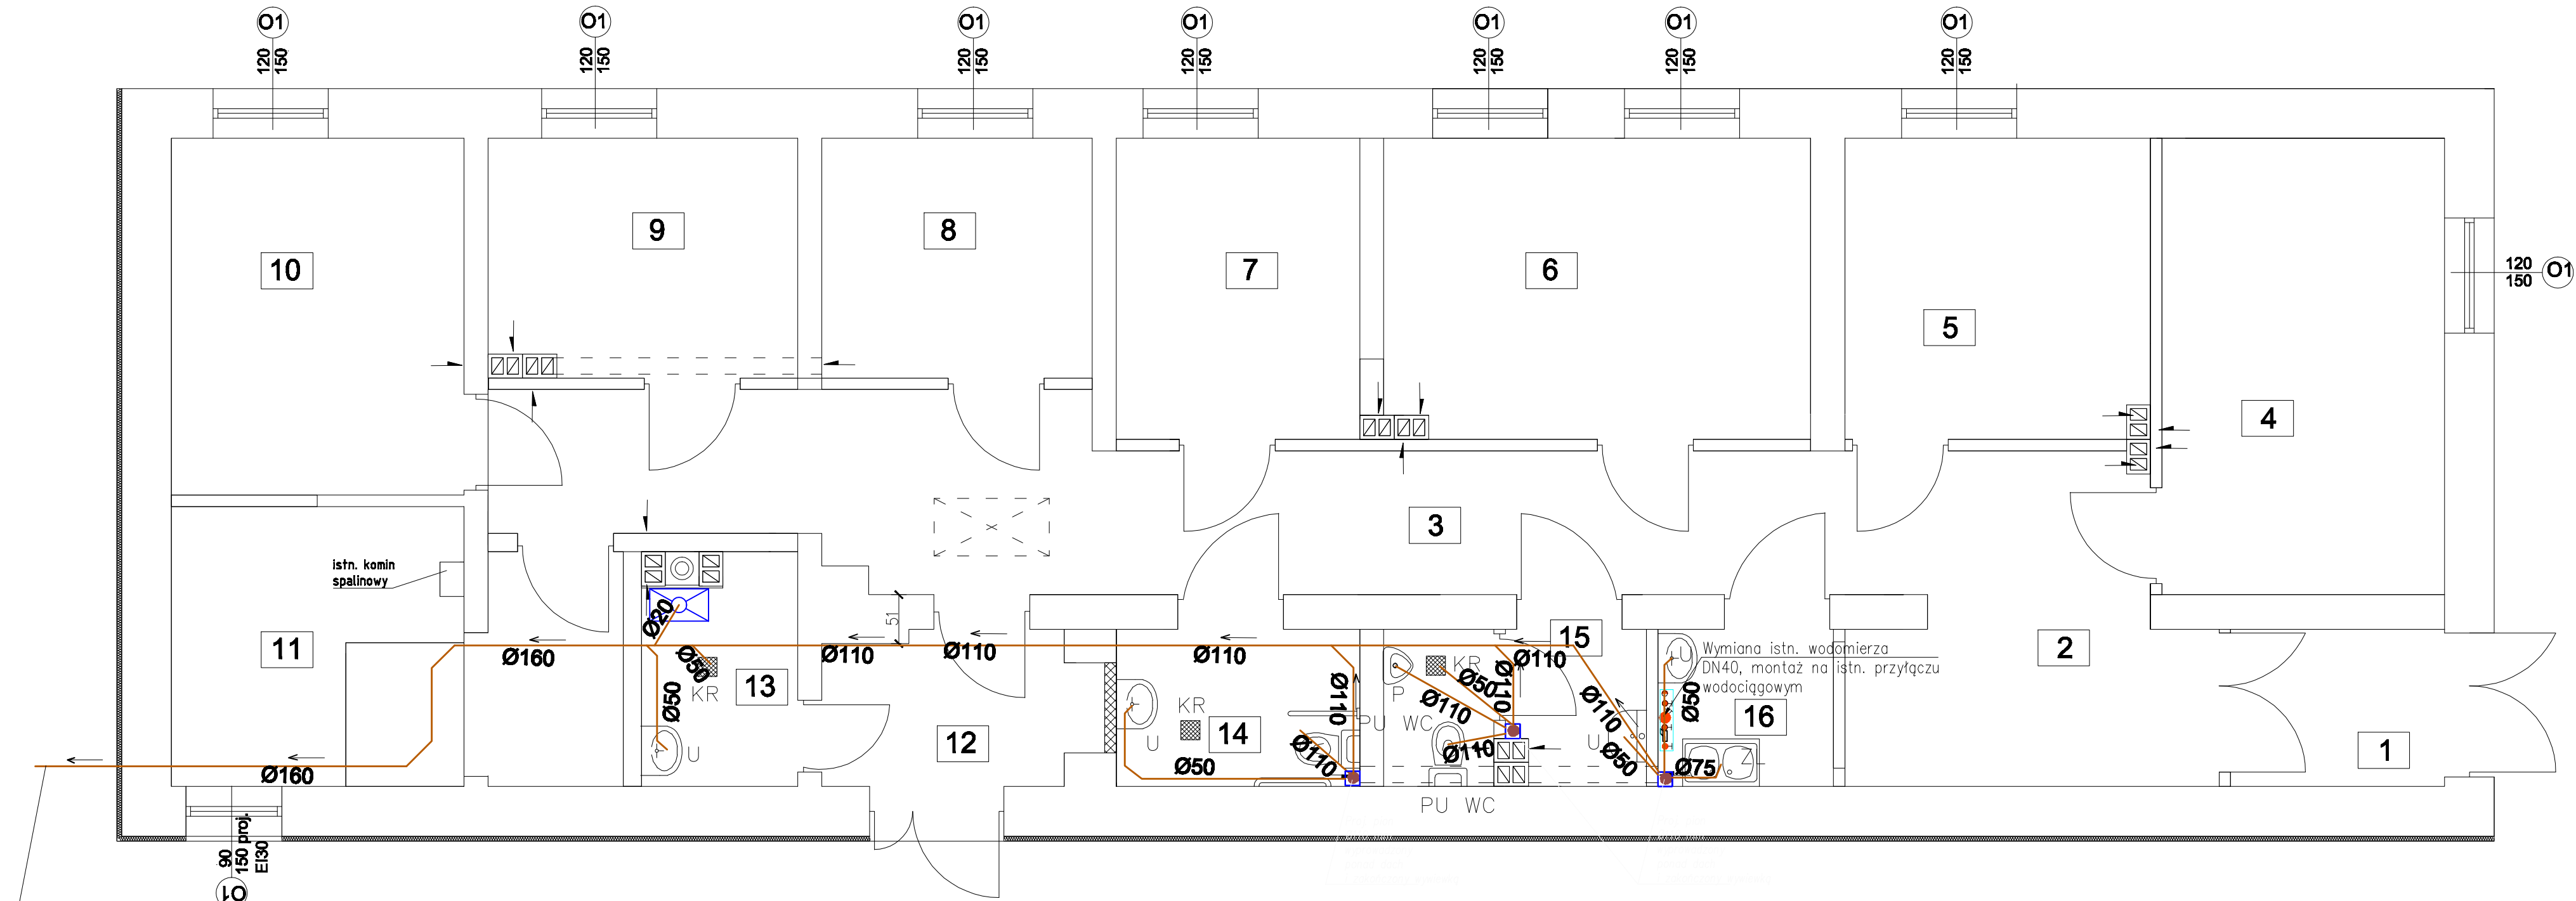 O1 O1 O1 O1 O1 O1 O1
120 120 120 120 120 120 120
150 150 150 150 150 150 150
9 8
10 7 6
120
150 O1
5
4
3
istn. komin
spalinowy
51
Ø20
11 15 2
Wymiana istn. wodomierza
DN40, montaż na istn. przyłączu
wodociągowym
U
Ø160 Ø110 Ø110 Ø110 Ø110
KR
Ø50
KR
13
P
Ø50
Ø110
Ø110
Ø110
Ø50
Ø110
Ø50
KR
16
PU WC
14
12
1
U
U
U
Z
Ø110
Ø110
Ø50
Ø160
Ø50
Ø75
PU WC
90
150 proj.
EI30
O1